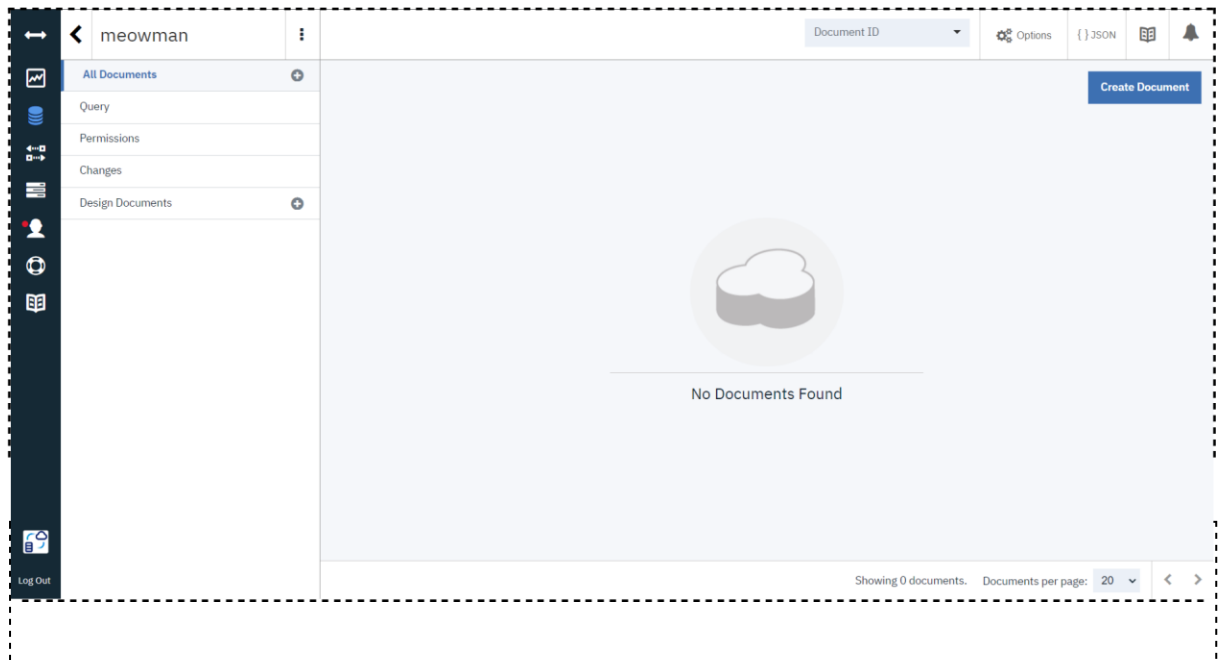 meowman
Document ID
Options
{ } JSON
All Documents
Create Document
Query
Permissions
Changes
Design Documents
No Documents Found
Log Out
Showing 0 documents. Documents per page: 20